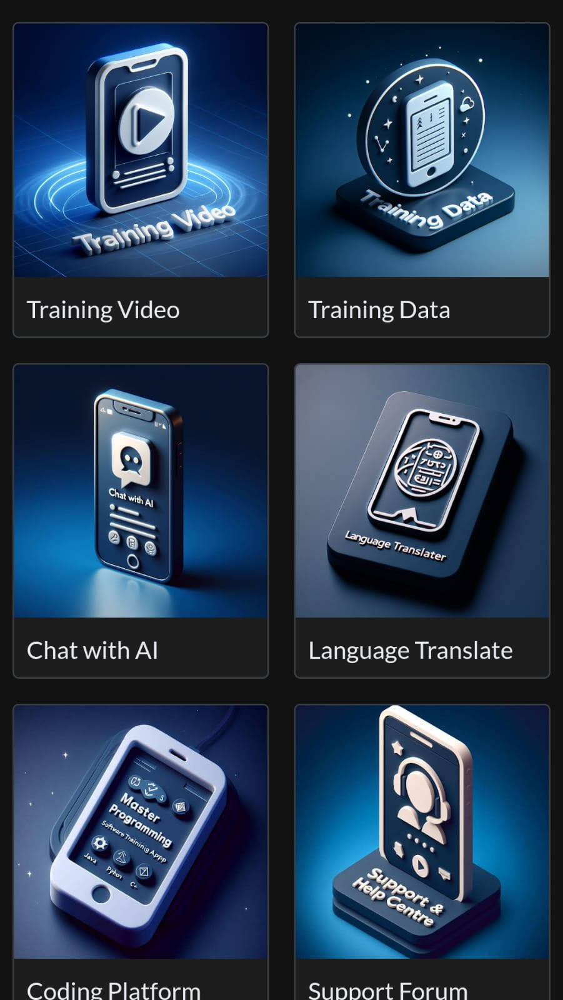 Training Video
Training Data
Training Video
Training Data
Chat with AI
Language Translater
Chat with AI
Language Translate
Master
Programming
Software Training Appp
Java
Python
C+
Support &
Help Centre
Coding Platform
Support Forum